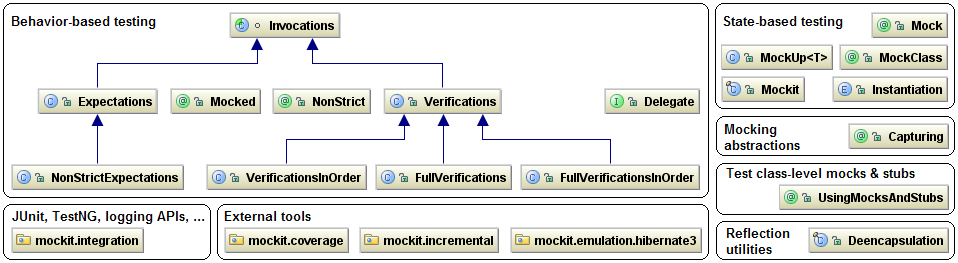 Behavior-based testing
Invocations
Expectations
Mocked
NonStrict
Verifications
Delegate
NonStrictExpectations
VerificationsInOrder
FullVerifications
FullVerificationsInOrder
State-based testing
@ Mock
C MockUp<T>
@ MockClass
C Mockit
E Instantiation
Mocking
abstractions
@ Capturing
Test class-level mocks & stubs
@ UsingMocksAndStubs
JUnit, TestNG, logging APIs, ...
mockit.integration
External tools
mockit.coverage
mockit.incremental
mockit.emulation.hibernate3
Reflection
utilities
C Deencapsulation